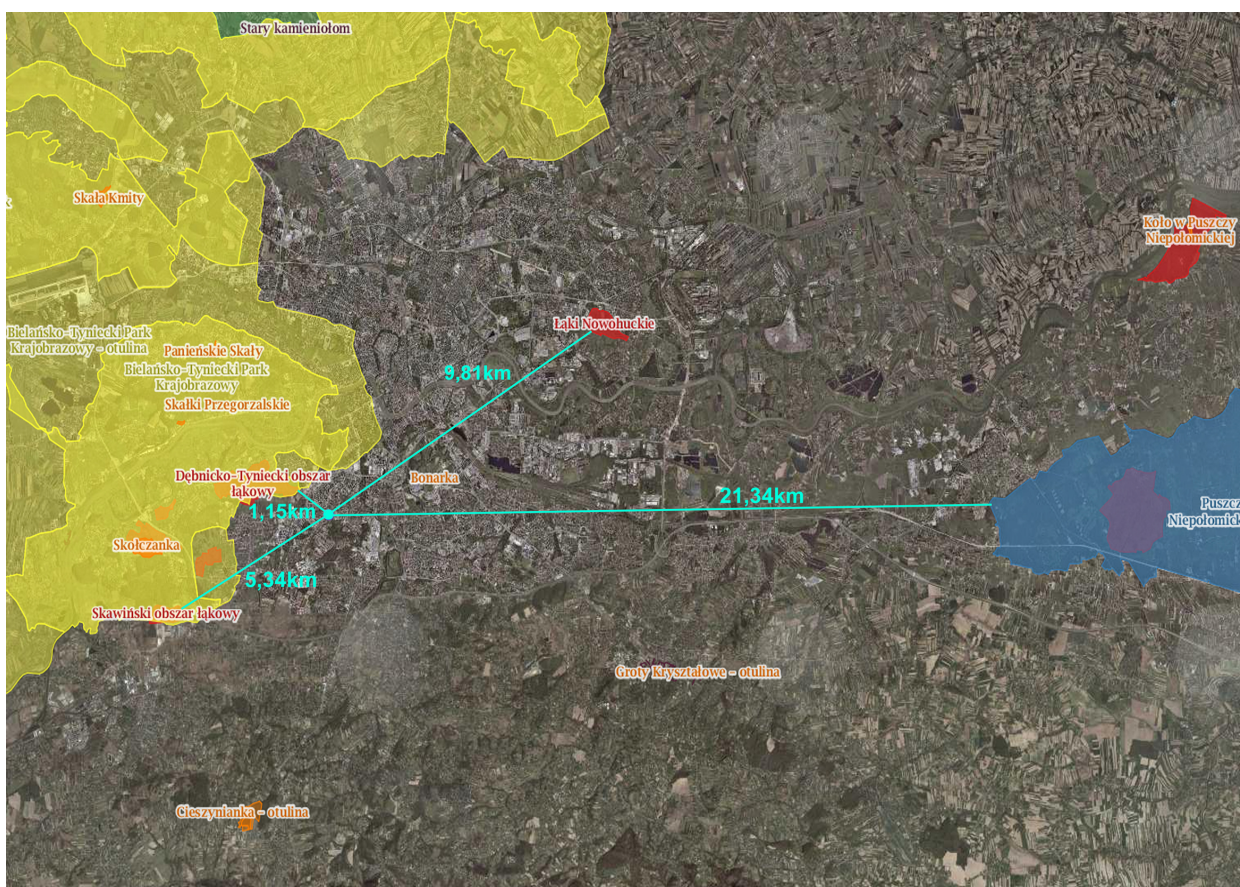 Stary kamieniołom
Skała Kmity
Koło w Puszczy
Niepołomickiej
Łąki Nowohuckie
Bielańsko-Tyniecki Park
Krajobrazowy - otulina
Panieńskie Skały
Bielańsko-Tyniecki Park
Krajobrazowy
9,81km
Skałki Przegorzalskie
Dębnicko-Tyniecki obszar
łąkowy
Bonarka
1,15km
21,34km
Puszcz
Niepołomick
Skołczanka
5,34km
Skawiński obszar łąkowy
Groty Kryształowe - otulina
Cieszynianka - otulina